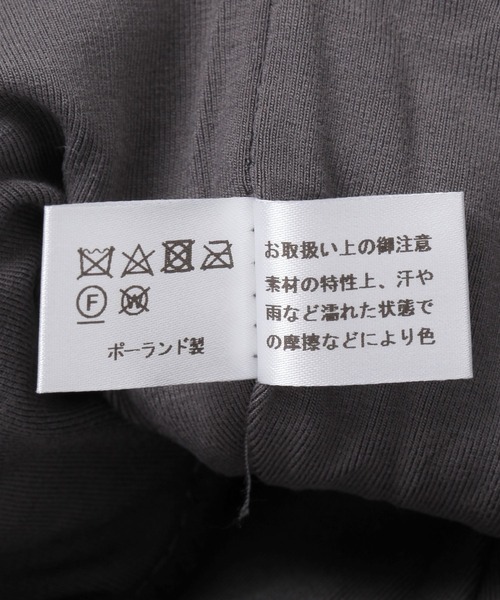 F W
ポーランド製
お取扱い上の御注意
素材の特性上、汗や
雨など濡れた状態で
の摩擦などにより色